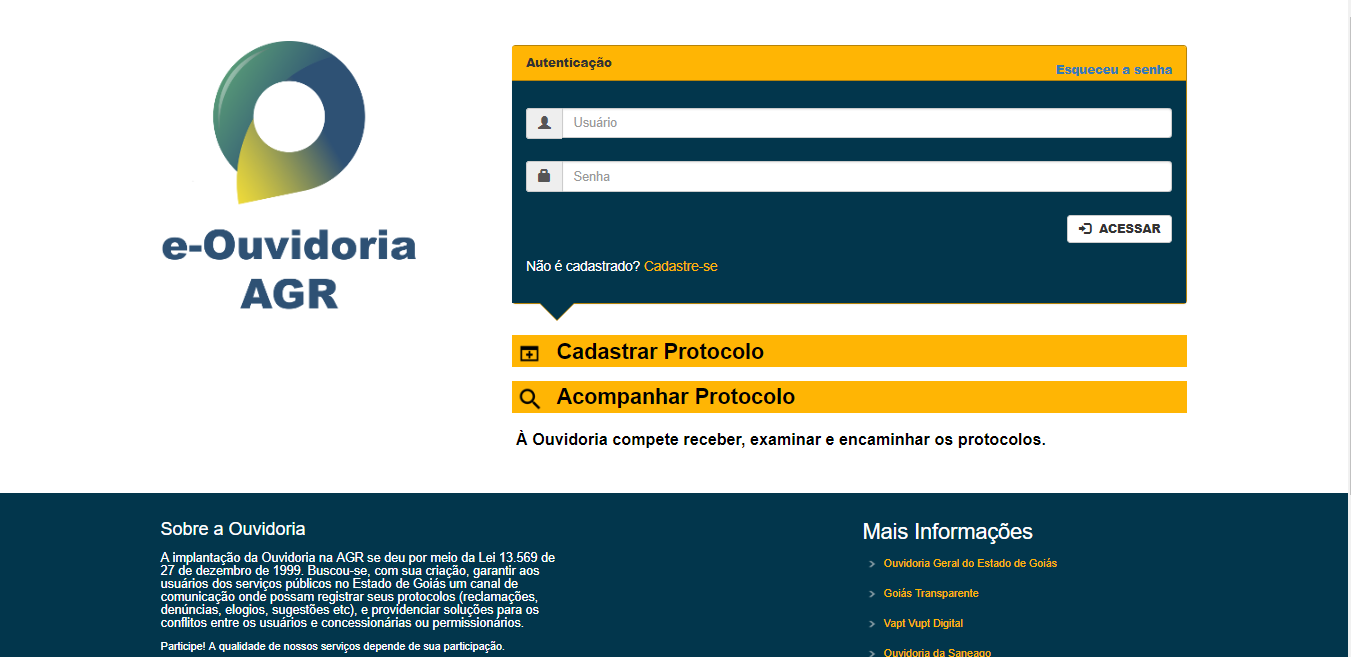 e-Ouvidoria
AGR
Autenticação
Esqueceu a senha
Usuário
Senha
ACESSAR
Não é cadastrado? Cadastre-se
Cadastrar Protocolo
Acompanhar Protocolo
À Ouvidoria compete receber, examinar e encaminhar os protocolos.
Sobre a Ouvidoria
A implantação da Ouvidoria na AGR se deu por meio da Lei 13.569 de
27 de dezembro de 1999. Buscou-se, com sua criação, garantir aos
usuários dos serviços públicos no Estado de Goiás um canal de
comunicação onde possam registrar seus protocolos (reclamações,
denúncias, elogios, sugestões etc), e providenciar soluções para os
conflitos entre os usuários e concessionárias ou permissionários.
Participe! A qualidade de nossos serviços depende de sua participação.
Mais Informações
Ouvidoria Geral do Estado de Goiás
Goiás Transparente
Vapt Vupt Digital
Ouvidoria da Saneago